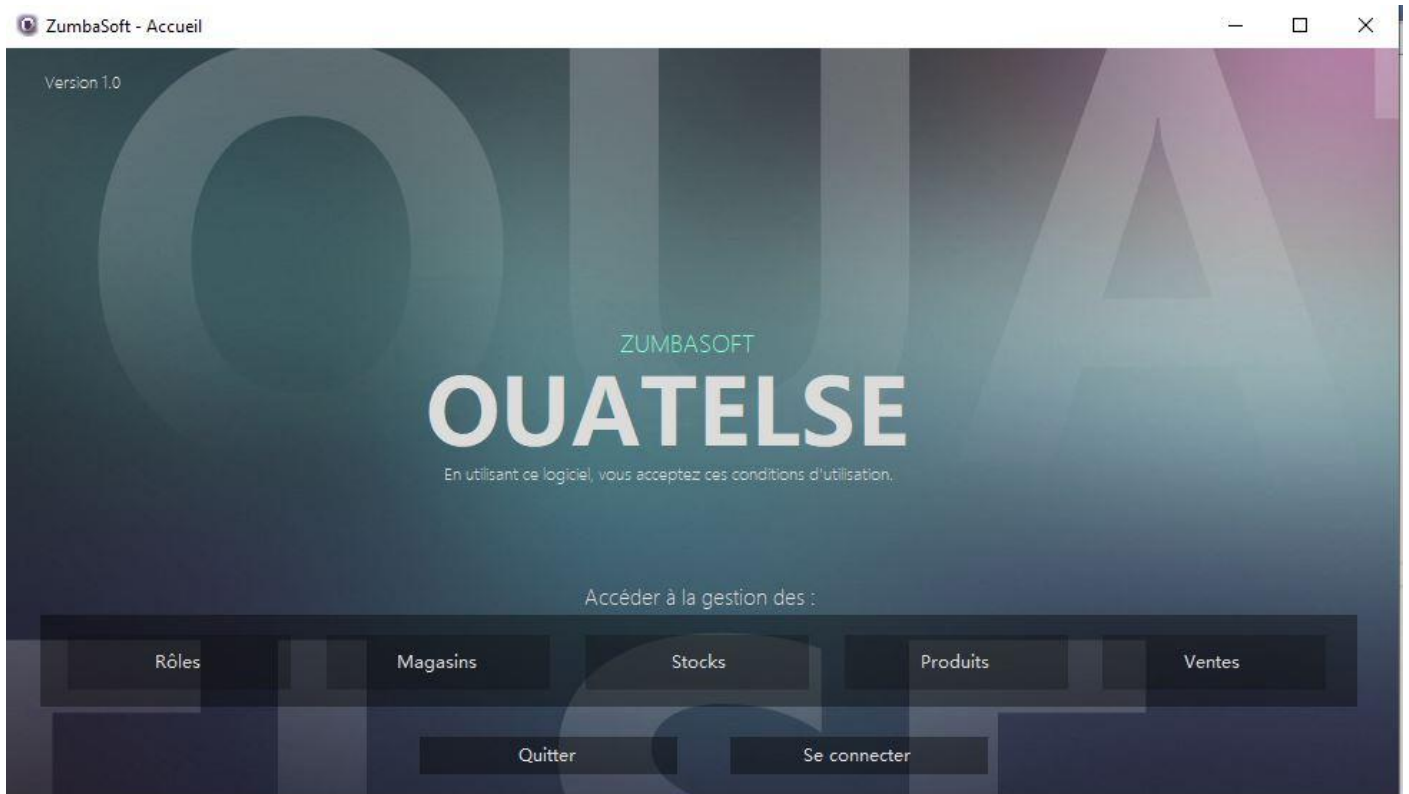 ZumbaSoft - Accueil
Version 1.0
OUAT
ZUMBASOFT
OUATELSE
En utilisant ce logiciel, vous acceptez ces conditions d'utilisation.
Accéder à la gestion des :
Rôles Magasins Stocks Produits Ventes
Quitter Se connecter